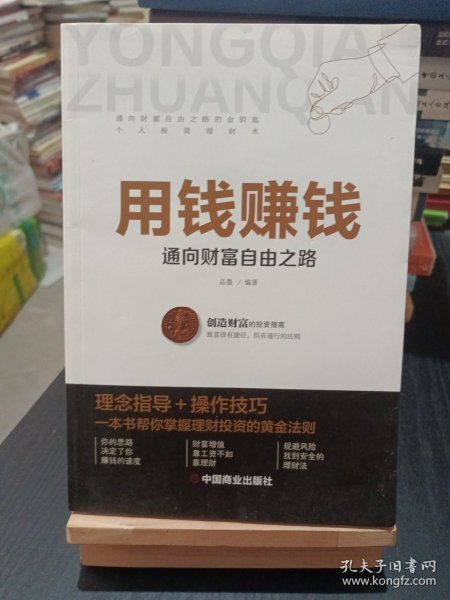 YONGQIA
ZHUANQIAN
通向财富自由之路的金钥匙
个人极简理财术
用钱赚钱
通向财富自由之路
品墨 / 编著
创造财富的投资指南
致富没有捷径，但有通行的法则
理念指导+操作技巧
一本书帮你掌握理财投资的黄金法则
你的思路
决定了你
赚钱的速度
财富增值
靠工资不如
靠理财
规避风险
找到安全的
理财法
中国商业出版社
孔夫子旧书网
www.kongfz.com